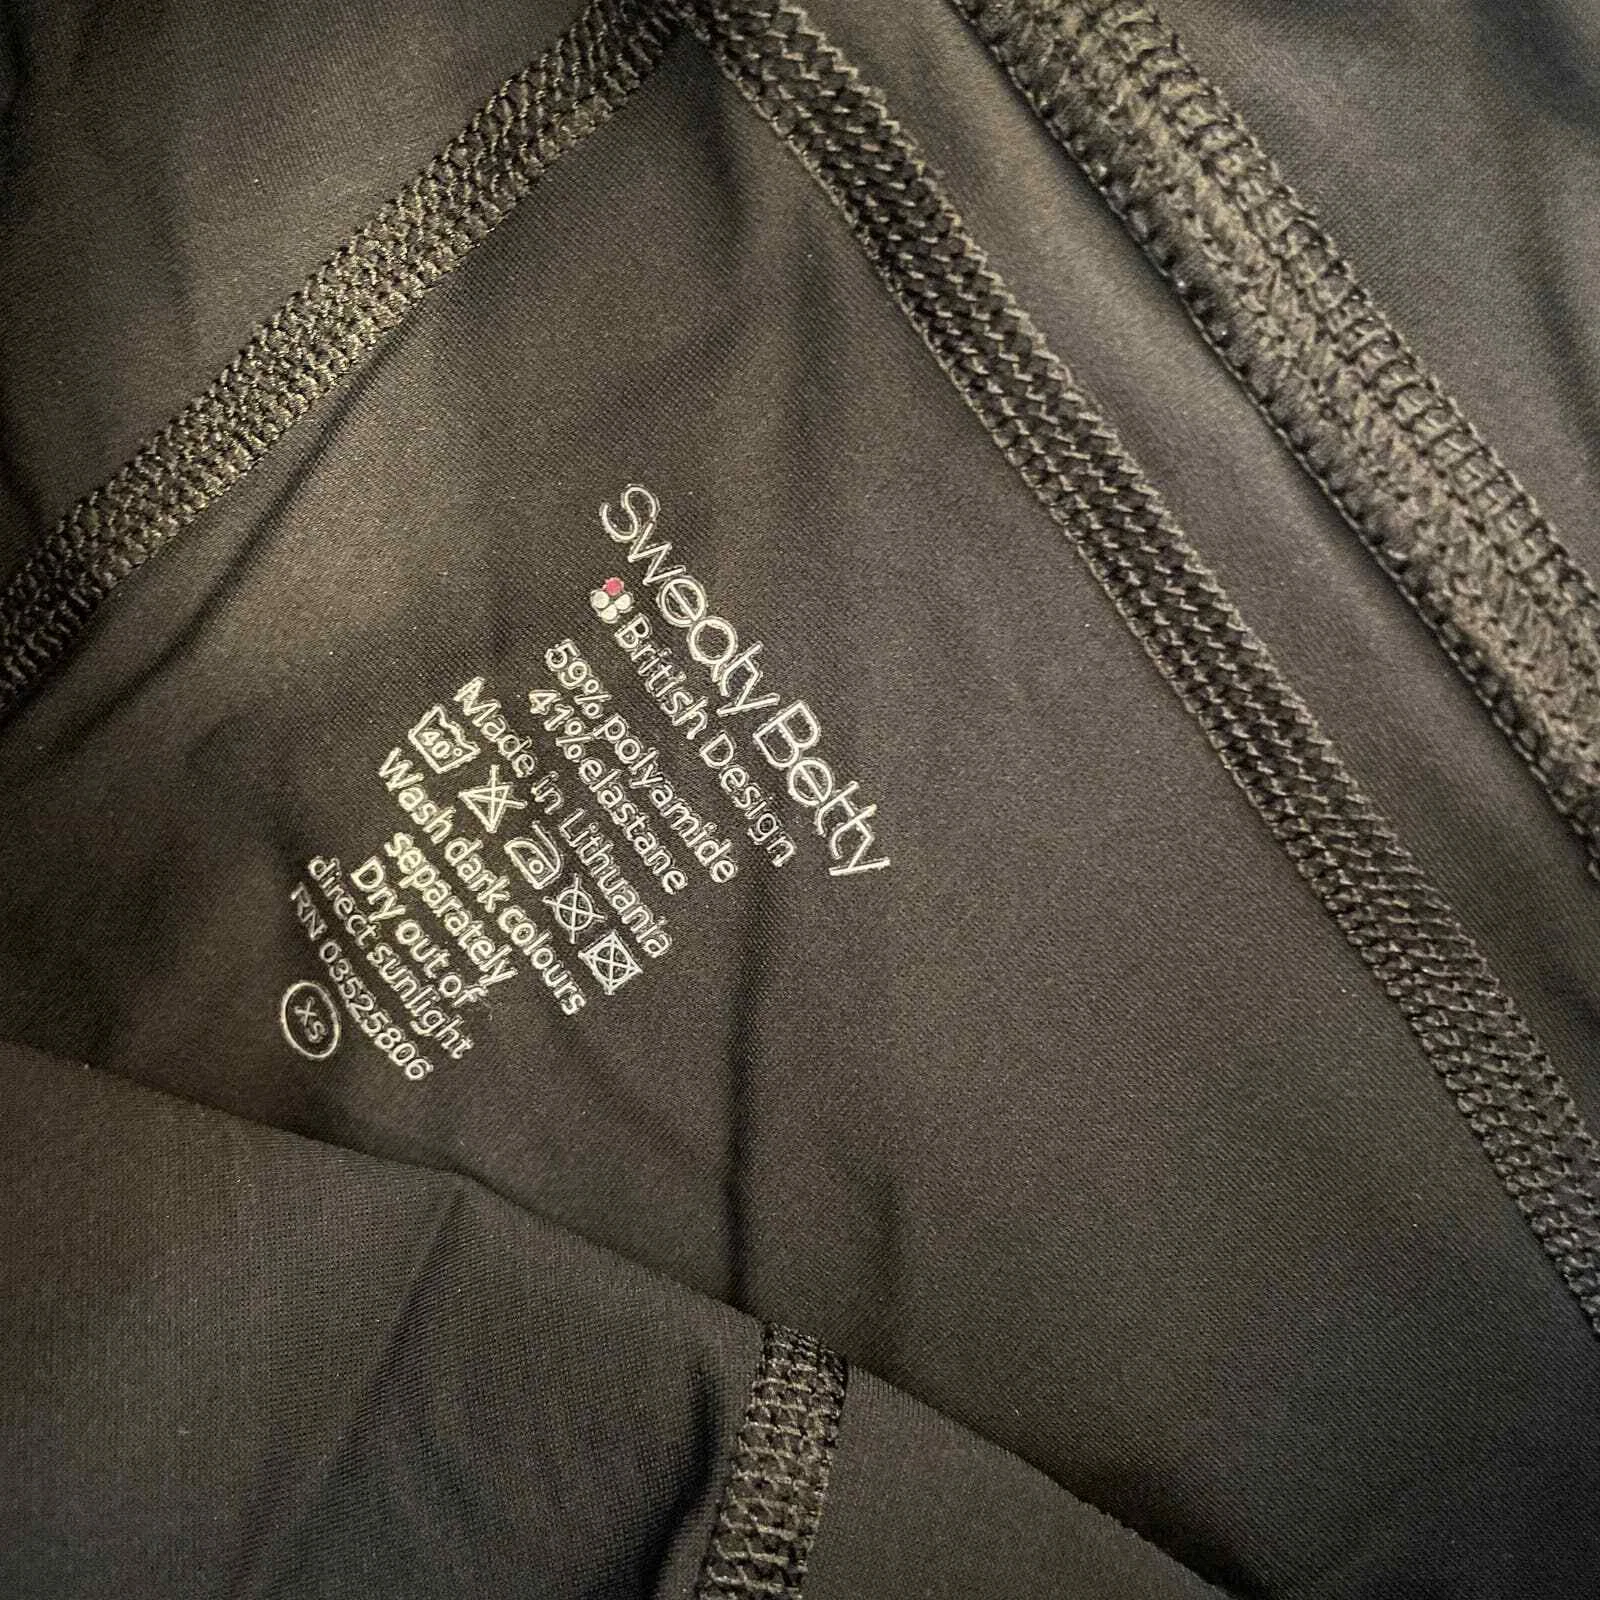 Sweaty Betty
British Design
59% polyamide
41% elastane
Made in Lithuania
40°
Wash dark colours
separately
Dry out of
direct sunlight
RN 03525806
XS